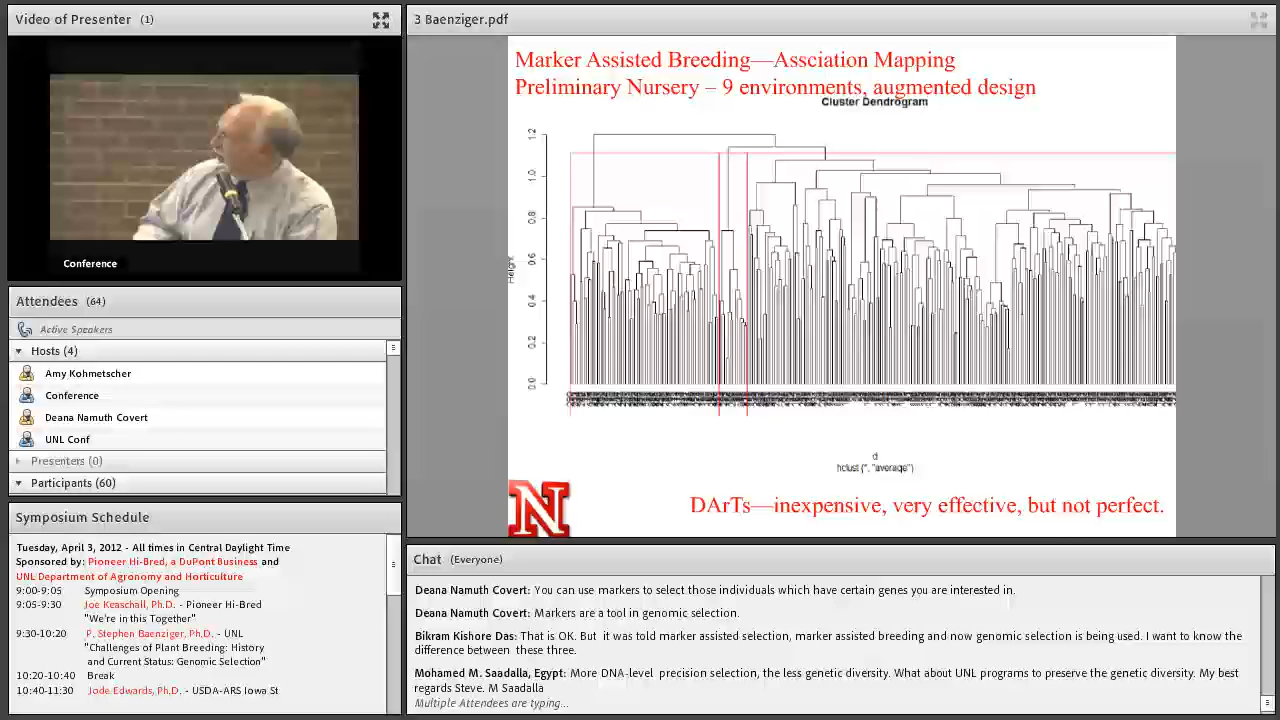 Video of Presenter (1)
Conference
Attendees (64)
Active Speakers
Hosts (4)
Amy Kohmetscher
Conference
Deana Namuth Covert
UNL Conf
Presenters (0)
Participants (60)
Symposium Schedule
Tuesday, April 3, 2012 - All times in Central Daylight Time
Sponsored by: Pioneer Hi-Bred, a DuPont Business and
UNL Department of Agronomy and Horticulture
9:00-9:05 Symposium Opening
9:05-9:30 Joe Keaschall, Ph.D. - Pioneer Hi-Bred
"We're in this Together"
9:30-10:20 P. Stephen Baenziger, Ph.D. - UNL
"Challenges of Plant Breeding: History
and Current Status: Genomic Selection"
10:20-10:40 Break
10:40-11:30 Jode Edwards, Ph.D. - USDA-ARS Iowa St
3 Baenziger.pdf
Marker Assisted Breeding—Assciation Mapping
Preliminary Nursery – 9 environments, augmented design
Cluster Dendrogram
Height
1.2
1.0
0.8
0.6
0.4
0.2
0.0
d
hclust (*, "average")
N
DArTs—inexpensive, very effective, but not perfect.
Chat (Everyone)
Deana Namuth Covert: You can use markers to select those individuals which have certain genes you are interested in.
Deana Namuth Covert: Markers are a tool in genomic selection.
Bikram Kishore Das: That is OK. But it was told marker assisted selection, marker assisted breeding and now genomic selection is being used. I want to know the
difference between these three.
Mohamed M. Saadalla, Egypt: More DNA-level precision selection, the less genetic diversity. What about UNL programs to preserve the genetic diversity. My best
regards Steve. M Saadalla
Multiple Attendees are typing...